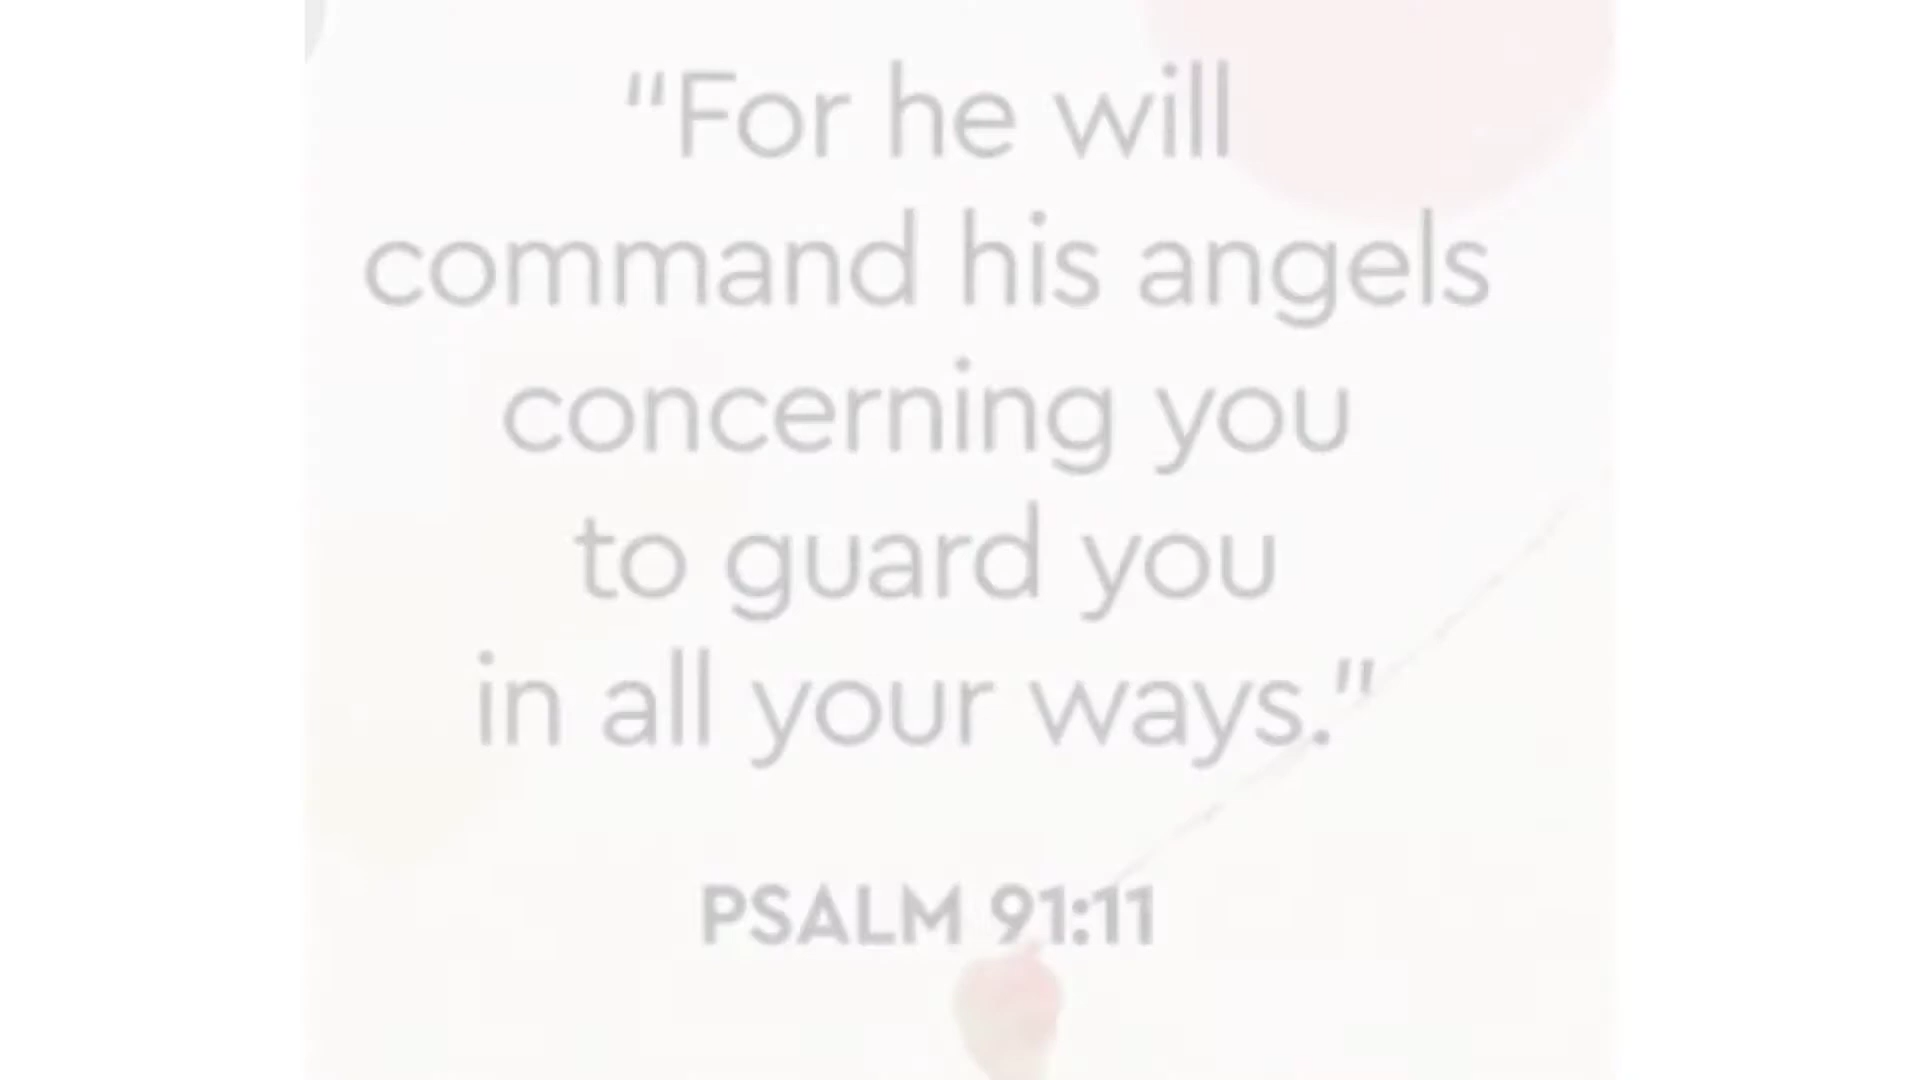 “For he will
command his angels
concerning you
to guard you
in all your ways.”
PSALM 91:11